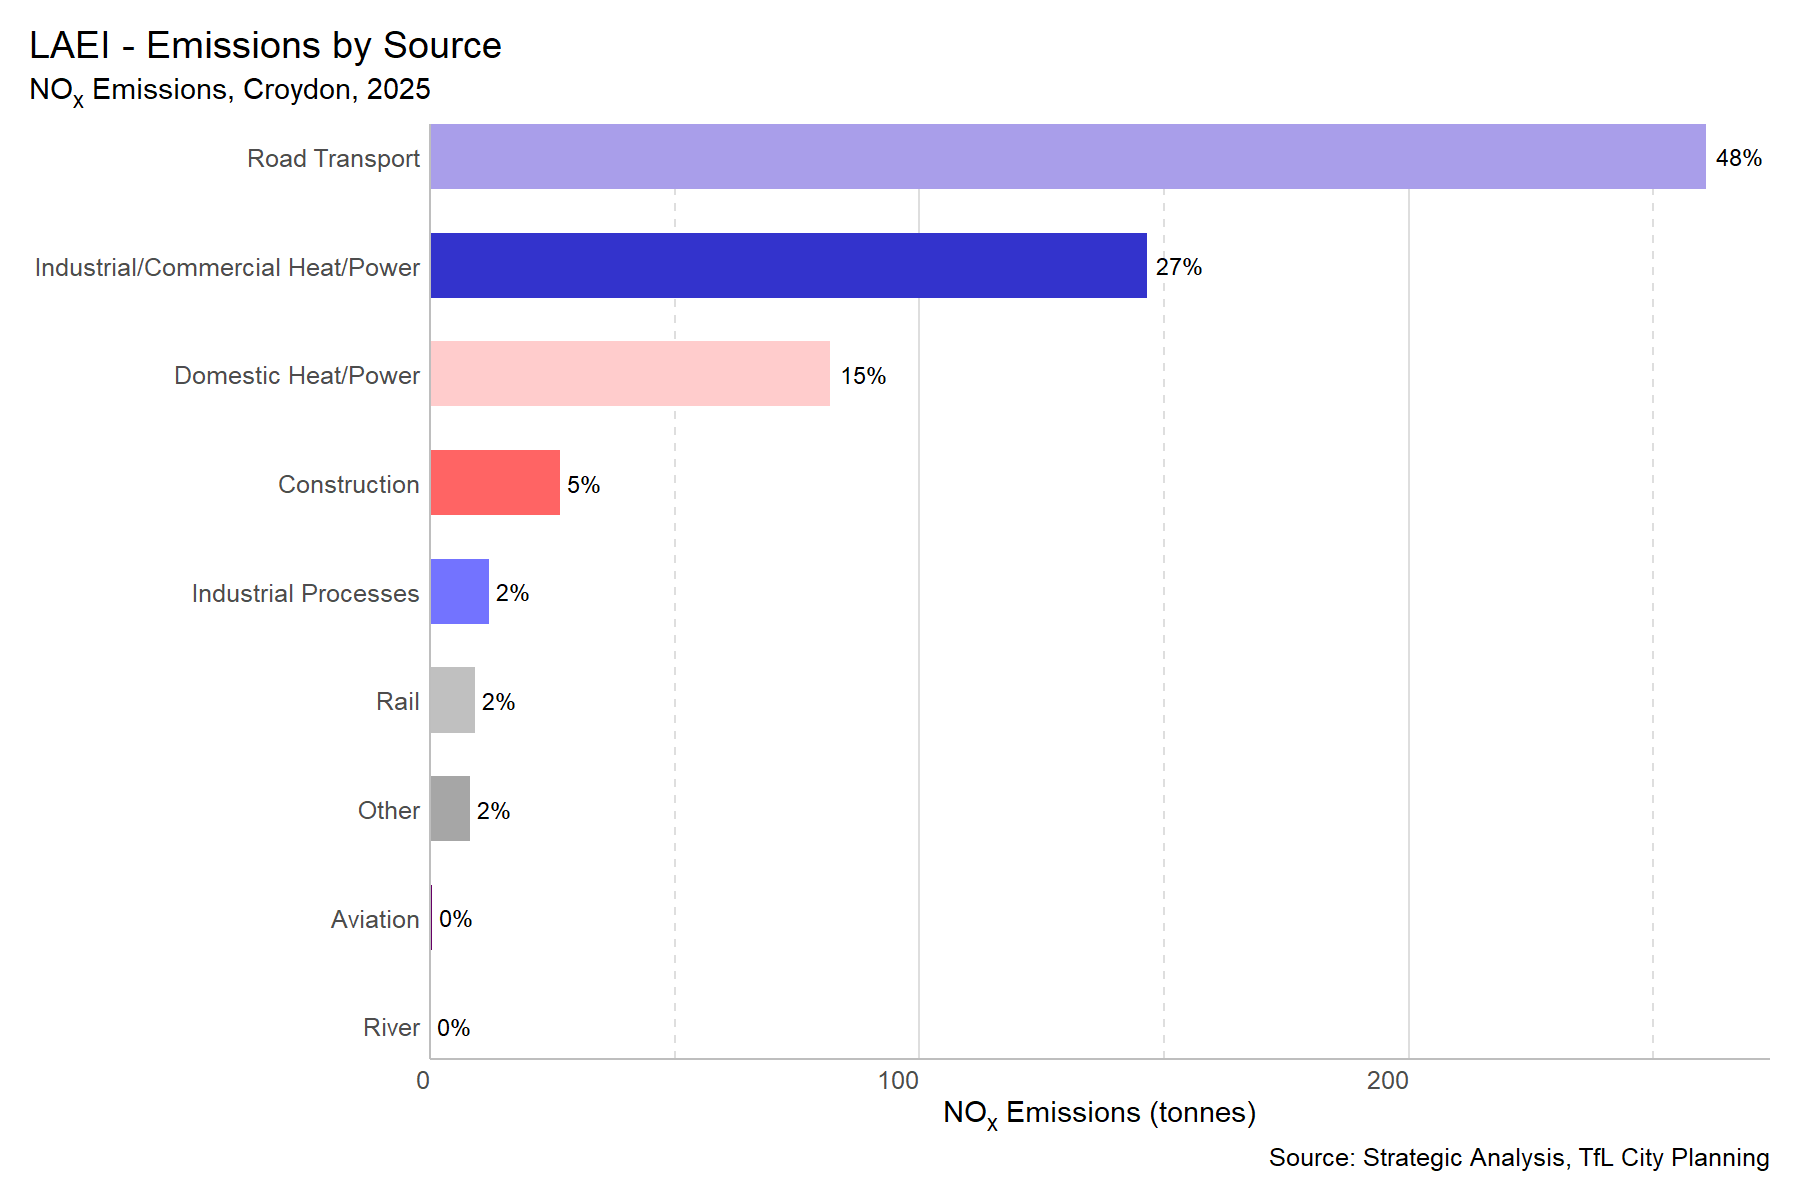 LAEI - Emissions by Source
NOx Emissions, Croydon, 2025
Road Transport 48%
Industrial/Commercial Heat/Power 27%
Domestic Heat/Power 15%
Construction 5%
Industrial Processes 2%
Rail 2%
Other 2%
Aviation 0%
River 0%
0 100 200
NOx Emissions (tonnes)
Source: Strategic Analysis, TfL City Planning